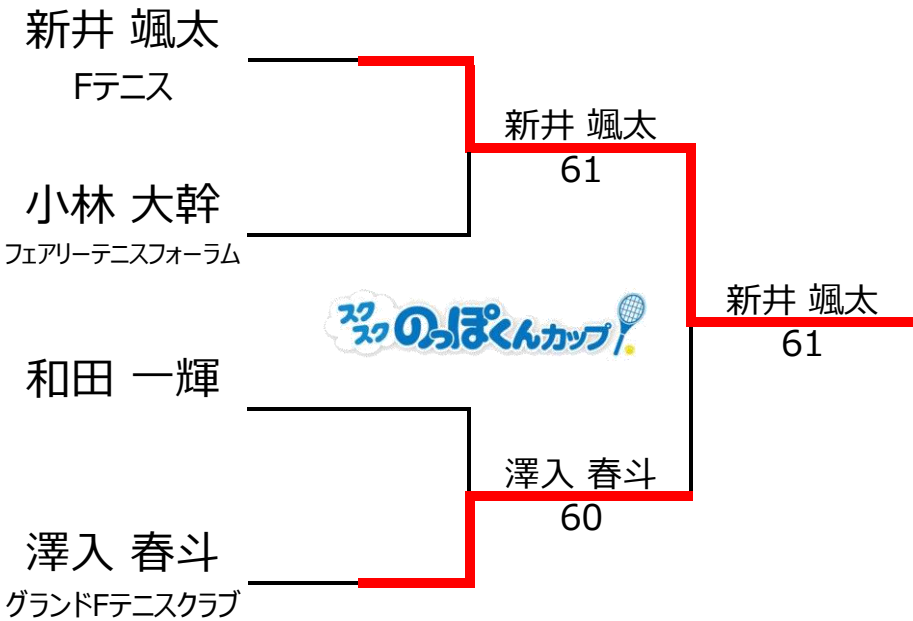 新井 颯太
Fテニス
新井 颯太
61
小林 大幹
フェアリーテニスフォーラム
スク
スク のっぽくんカップ
新井 颯太
61
和田 一輝
澤入 春斗
60
澤入 春斗
グランドFテニスクラブ